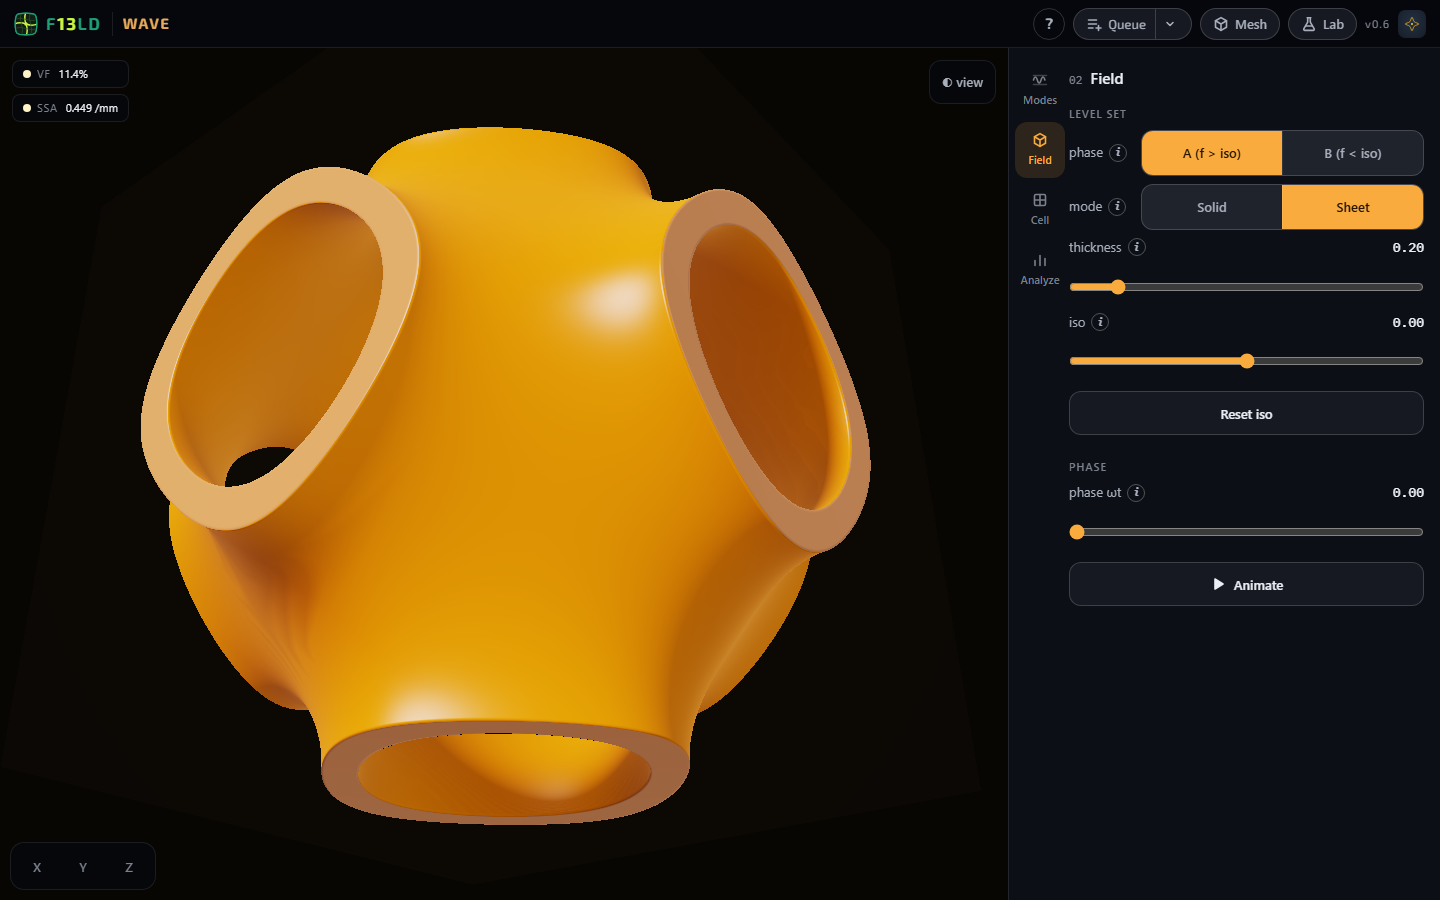 F13LD WAVE
? Queue Mesh Lab v0.6
VF 11.4%
SSA 0.449 /mm
view
X Y Z
Modes
Field
Cell
Analyze
02 Field
LEVEL SET
phase i A (f > iso) B (f < iso)
mode i Solid Sheet
thickness i 0.20
iso i 0.00
Reset iso
PHASE
phase ωt i 0.00
Animate